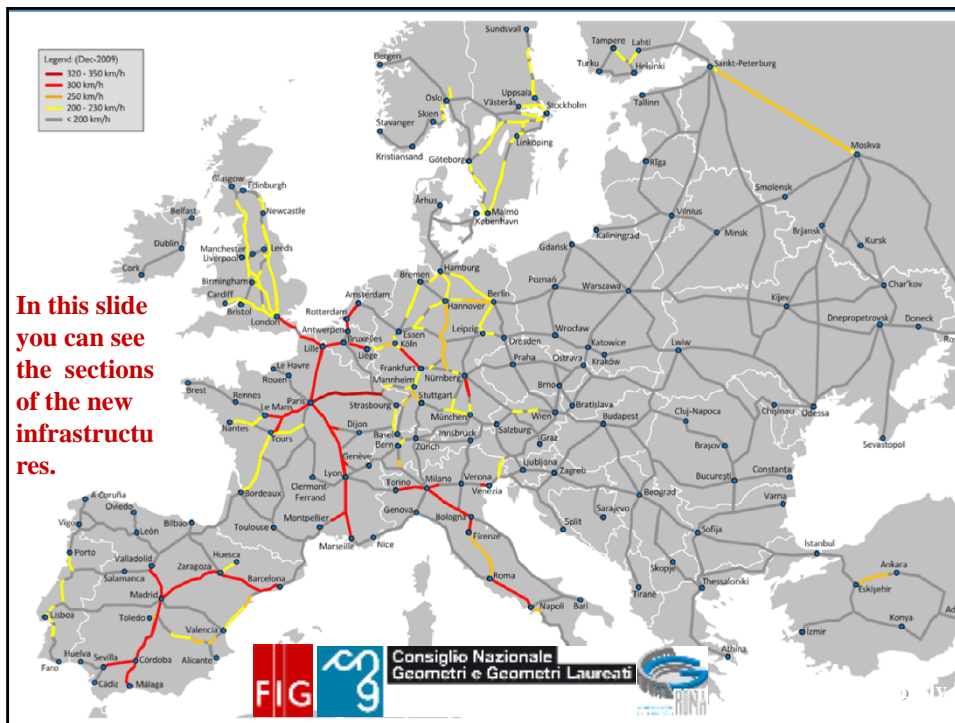 Legend: (Dec-2009)
320 - 350 km/h
300 km/h
250 km/h
200 - 230 km/h
< 200 km/h
In this slide
you can see
the sections
of the new
infrastructu
res.
Sundsvall
Bergen
Tampere
Lahti
Turku
Helsinki
Sankt-Peterburg
Oslo
Uppsala
Västerås
Stockholm
Tallinn
Skien
Stavanger
Linköping
Kristiansand
Göteborg
Moskva
Rīga
Smolensk
Glasgow
Edinburgh
Århus
Belfast
Newcastle
Malmö
København
Vilnius
Kaliningrad
Minsk
Brjansk
Kursk
Dublin
Manchester
Leeds
Liverpool
Gdańsk
Cork
Hamburg
Bremen
Birmingham
Amsterdam
Hannover
Berlin
Poznań
Warszawa
Char'kov
Cardiff
Bristol
Rotterdam
Kijev
London
Antwerpen
Essen
Leipzig
Wrocław
Dnepropetrovsk
Doneck
Bruxelles
Köln
Dresden
Katowice
Lille
Liège
Kraków
Lwiw
Ostrava
Praha
Le Havre
Frankfurt
Nürnberg
Rouen
Mannheim
Brno
Brest
Rennes
Paris
Strasbourg
Stuttgart
Le Mans
München
Wien
Bratislava
Cluj-Napoca
Chişinau
Odessa
Nantes
Tours
Dijon
Basel
Salzburg
Budapest
Bern
Zürich
Innsbruck
Graz
Sevastopol
Genève
Ljubljana
Zagreb
Braşov
Lyon
Clermont-
Ferrand
Torino
Milano
Verona
Venezia
Bucureşti
Constanţa
Bordeaux
Beograd
A Coruña
Genova
Bologna
Varna
Oviedo
Bilbao
Toulouse
Montpellier
Firenze
Sarajevo
Vigo
León
Marseille
Nice
Split
Sofija
Porto
Huesca
İstanbul
Valladolid
Zaragoza
Skopje
Ankara
Salamanca
Barcelona
Roma
Thessaloniki
Eskişehir
Madrid
Tiranë
Lisboa
Toledo
Napoli
Bari
Valencia
Konya
İzmir
Huelva
Sevilla
Córdoba
Alicante
Faro
Athina
Cádiz
Málaga
FIG
Consiglio Nazionale
Geometri e Geometri Laureati
ROMA